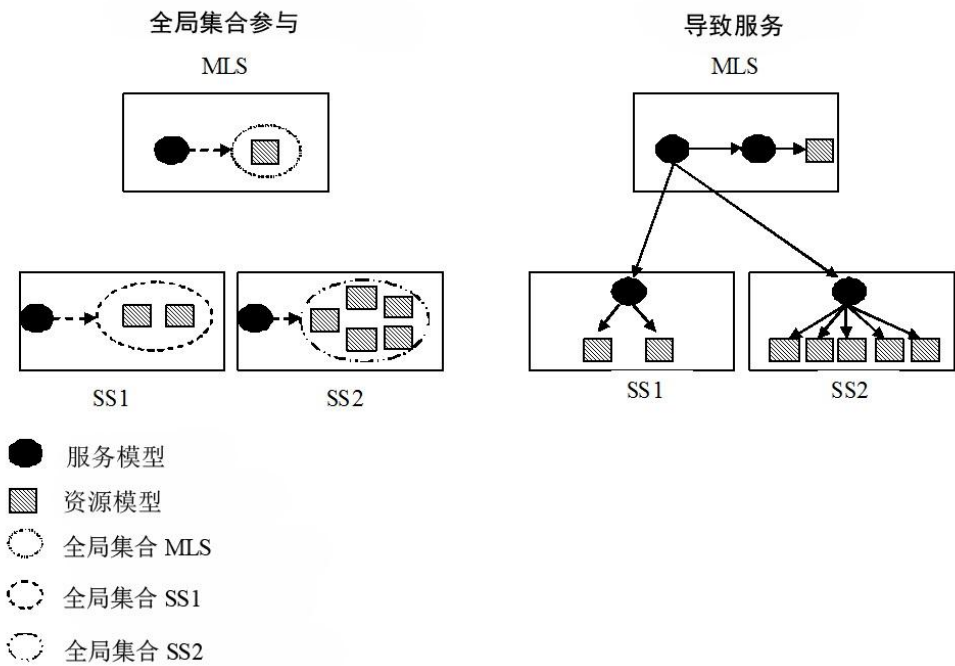 全局集合参与
MLS
导致服务
MLS
SS1
SS2
SS1
SS2
服务模型
资源模型
全局集合 MLS
全局集合 SS1
全局集合 SS2